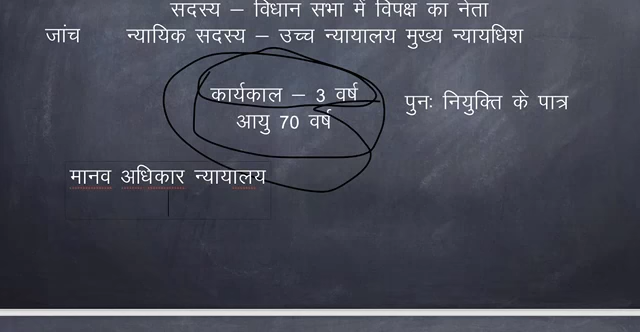 सदस्य – विधान सभा में विपक्ष का नेता
जांच न्यायिक सदस्य – उच्च न्यायालय मुख्य न्यायधिश
कार्यकाल – 3 वर्ष
पुनः नियुक्ति के पात्र
आयु 70 वर्ष
मानव अधिकार न्यायालय